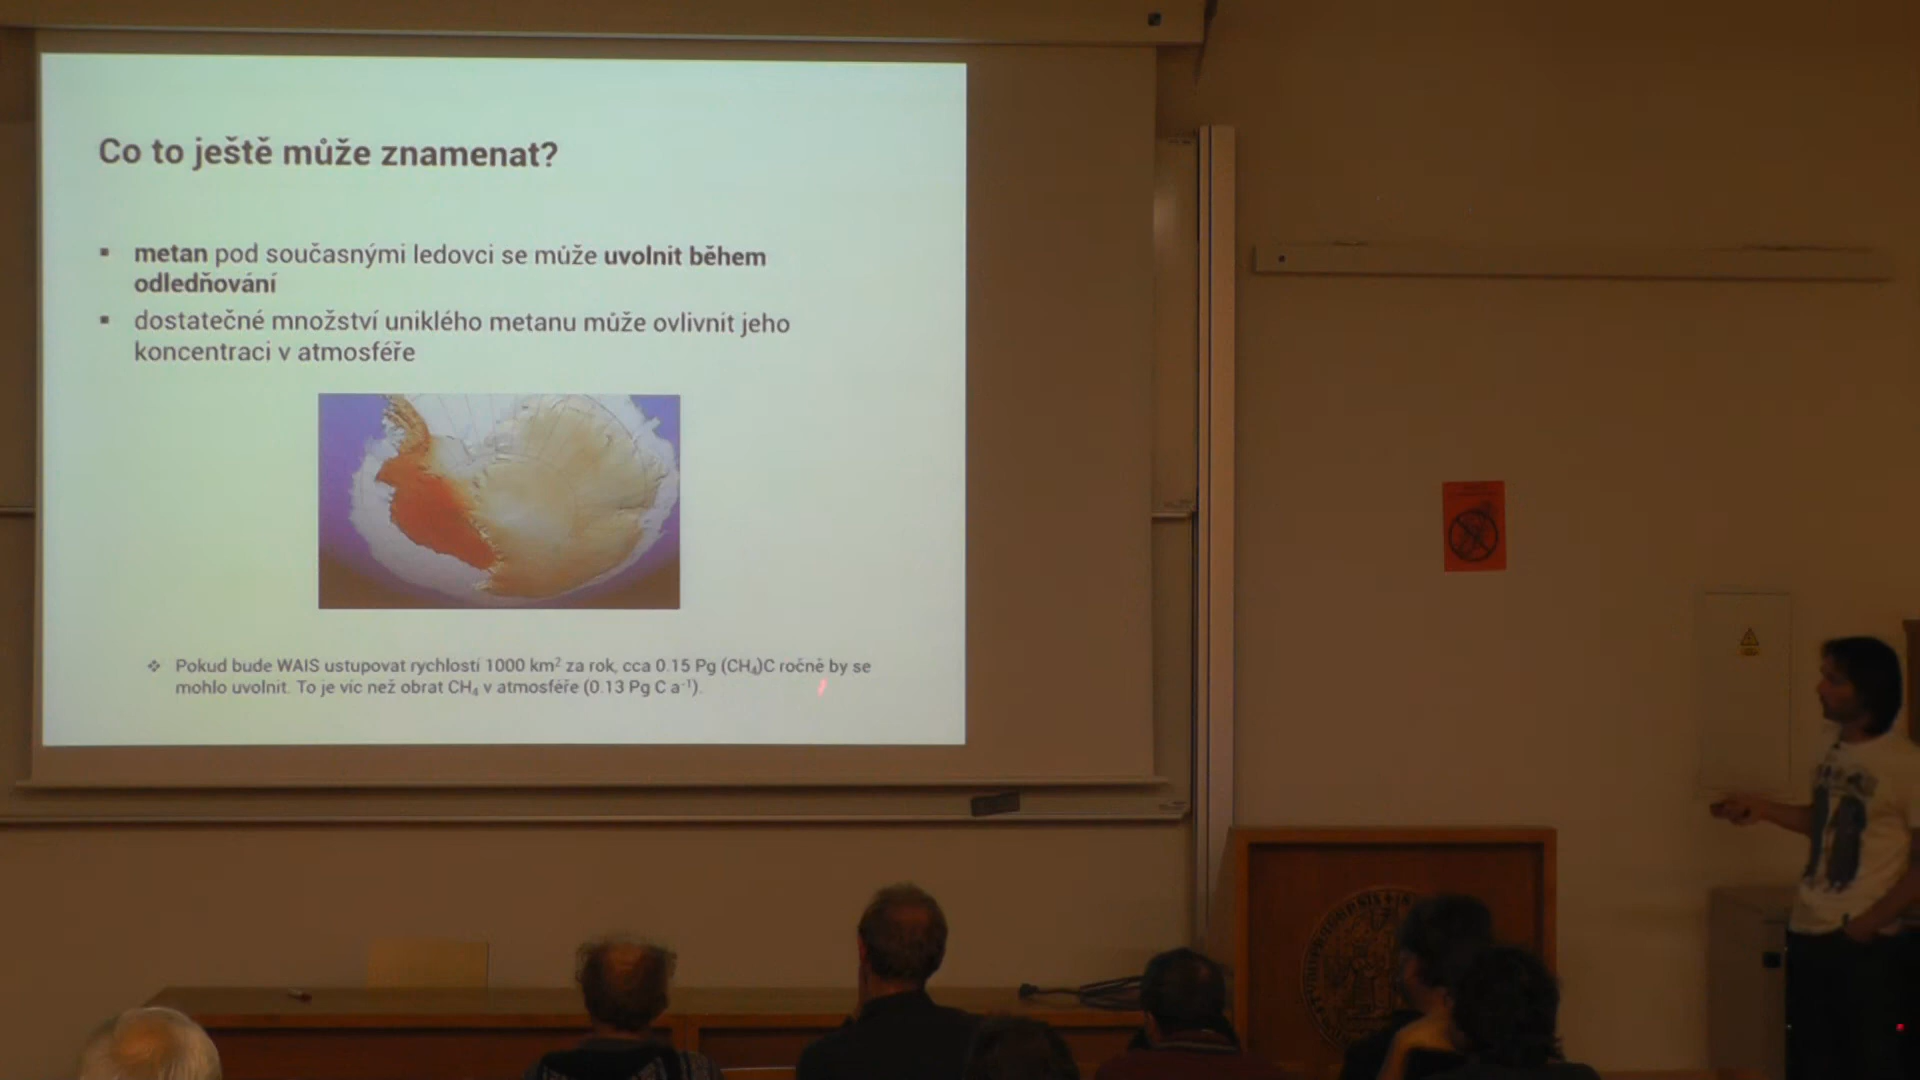 Co to ještě může znamenat?
▪ metan pod současnými ledovci se může uvolnit během
odledňování
▪ dostatečné množství uniklého metanu může ovlivnit jeho
koncentraci v atmosféře
❖ Pokud bude WAIS ustupovat rychlostí 1000 km² za rok, cca 0.15 Pg (CH₄)C ročně by se
mohlo uvolnit. To je víc než obrat CH₄ v atmosféře (0.13 Pg C a⁻¹).